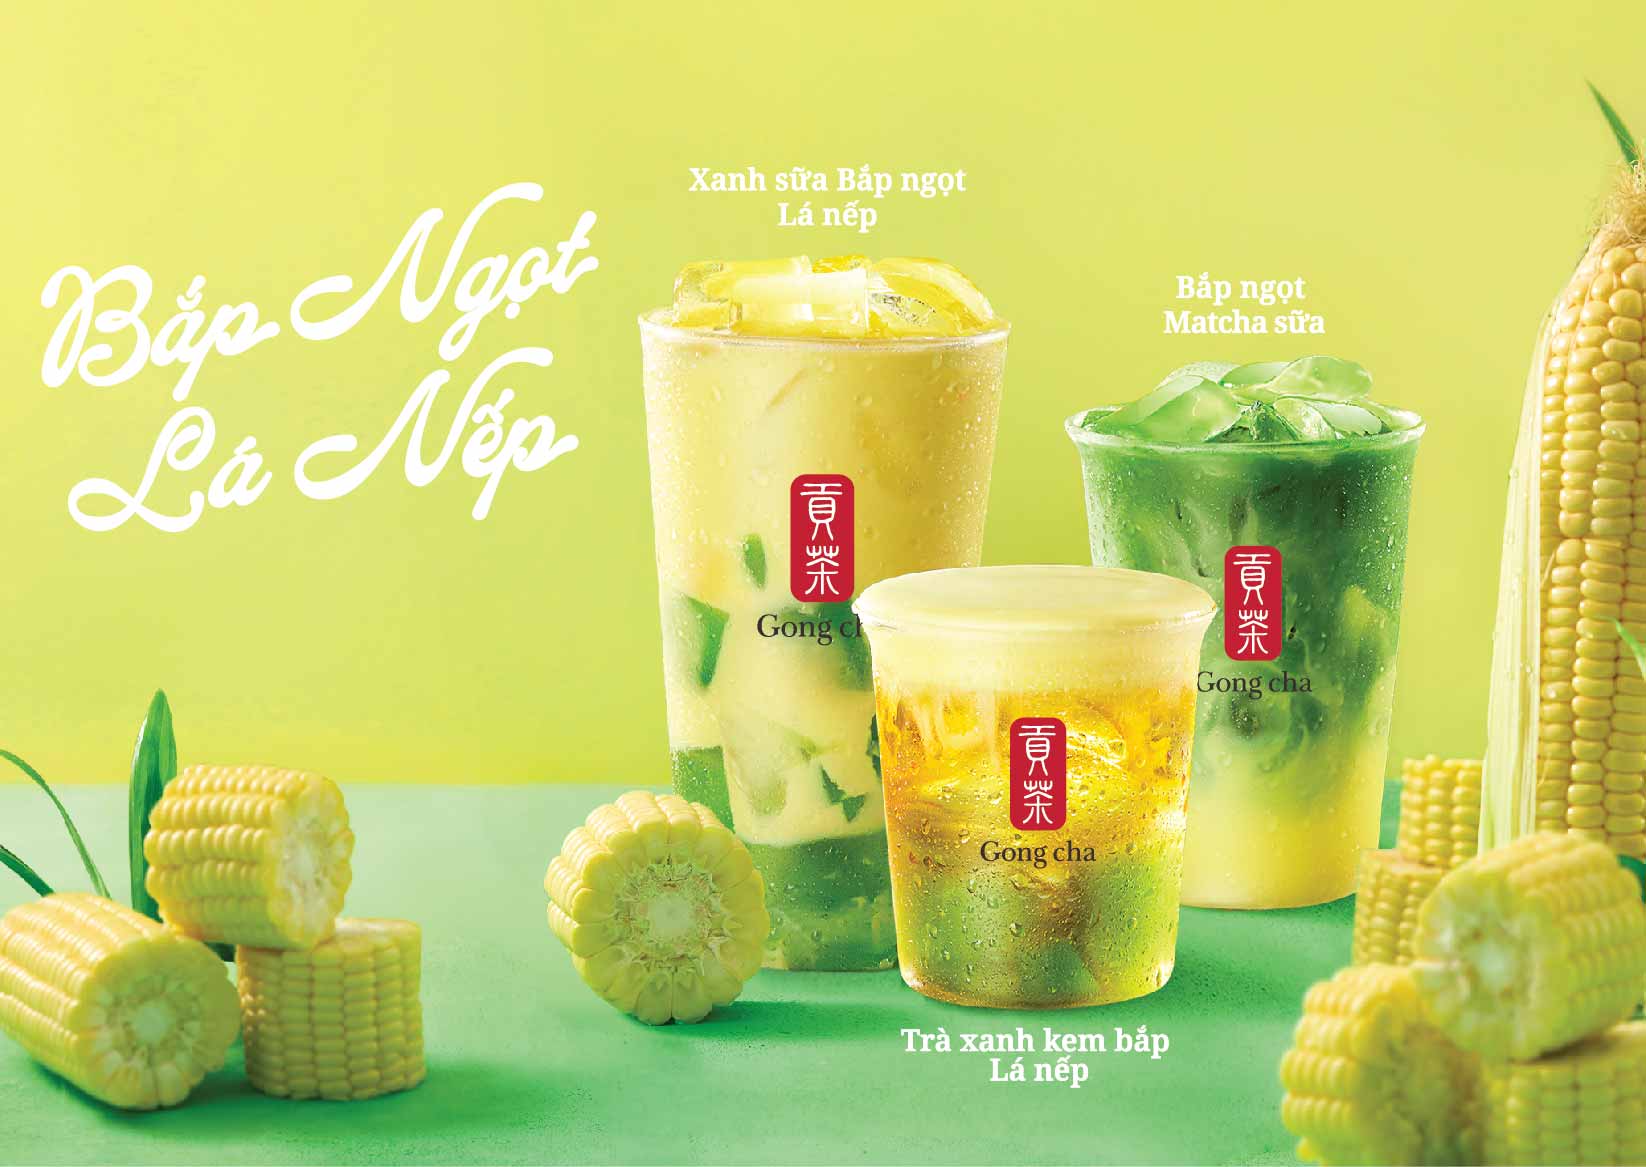 Bắp Ngọt
Lá Nếp
Xanh sữa Bắp ngọt
Lá nếp
Bắp ngọt
Matcha sữa
貢茶
Gong ch
貢茶
Gong cha
貢茶
Gong cha
Trà xanh kem bắp
Lá nếp